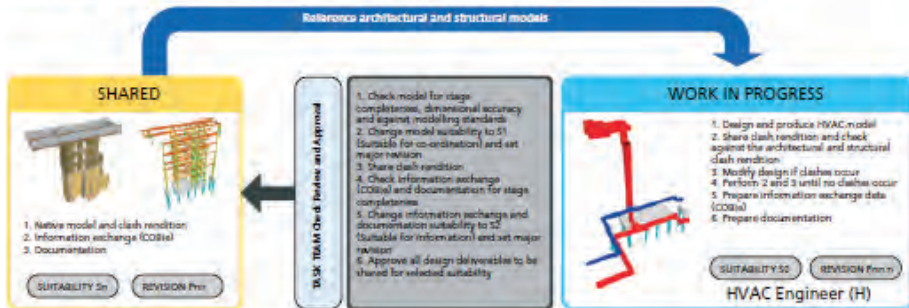 Reference architectural and structural models
SHARED
1. Native model and clash rendition
2. Information exchange (COBie)
3. Documentation
SUITABILITY Sn
REVISION Pnn
TASK TEAM Check Review and Approval
1. Check model for stage
completeness, dimensional accuracy
and against modelling standards
2. Change model suitability to S1
(Suitable for co-ordination) and set
major revision
3. Share clash rendition
4. Check information exchange
(COBie) and documentation for stage
completeness
5. Change information exchange and
documentation suitability to S2
(Suitable for information) and set major
revision
6. Approve all design deliverables to be
shared for selected suitability
WORK IN PROGRESS
1. Design and produce HVAC model
2. Share clash rendition and check
against the architectural and structural
clash rendition
3. Modify design if clashes occur
4. Perform 2 and 3 until no clashes occur
5. Prepare information exchange data
(COBie)
6. Prepare documentation
SUITABILITY S0
REVISION Pnn.n
HVAC Engineer (H)